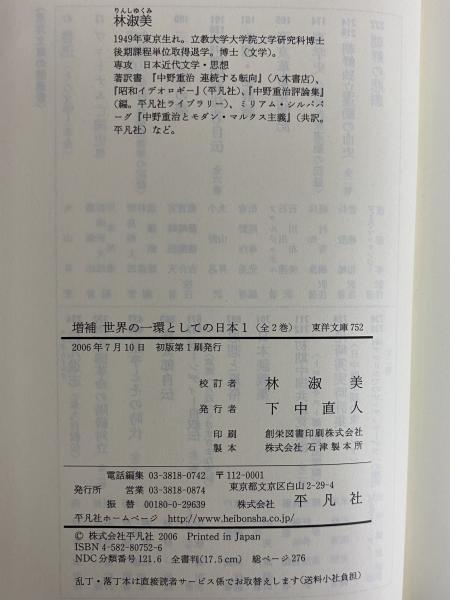 りんしゅくみ
林淑美
1949年東京生れ。立教大学大学院文学研究科博士
後期課程単位取得退学。博士（文学）。
専攻 日本近代文学・思想
著訳書 『中野重治 連続する転向』（八木書店）、
『昭和イデオロギー』（平凡社）、『中野重治評論集』
（編。平凡社ライブラリー）、ミリアム・シルババ
ーグ『中野重治とモダン・マルクス主義』（共訳。
平凡社）など。
増補 世界の一環としての日本1（全2巻） 東洋文庫752
2006年7月10日 初版第1刷発行
校訂者 林淑美
発行者 下中直人
印刷 創栄図書印刷株式会社
製本 株式会社 石津製本所
電話編集 03-3818-0742 〒112-0001
発行所 営業 03-3818-0874 東京都文京区白山2-29-4
振替 00180-0-29639 株式会社 平凡社
平凡社ホームページ http://www.heibonsha.co.jp/
© 株式会社平凡社 2006 Printed in Japan
ISBN 4-582-80752-6
NDC分類番号121.6 全書判（17.5cm） 総ページ276
乱丁・落丁本は直接読者サービス係でお取替えします（送料小社負担）